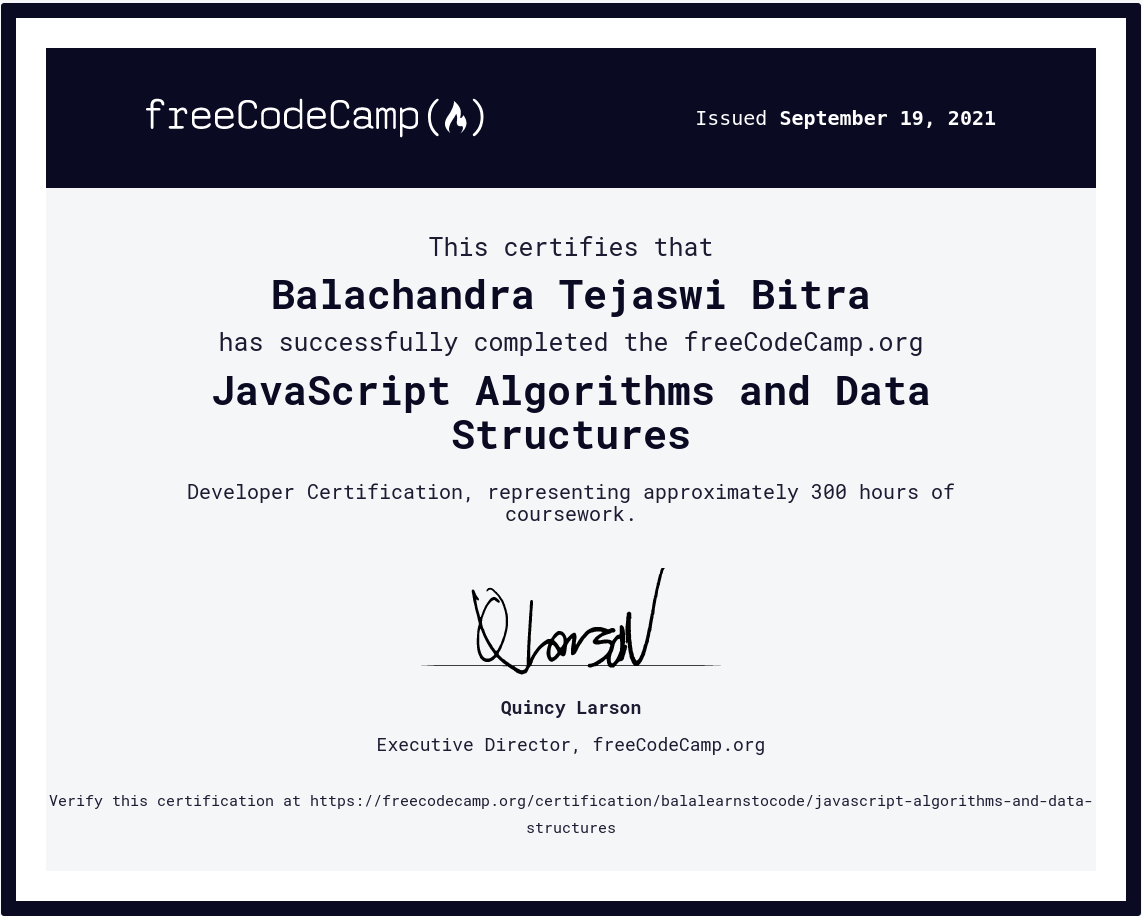 freeCodeCamp(🔥)
Issued September 19, 2021
This certifies that
Balachandra Tejaswi Bitra
has successfully completed the freeCodeCamp.org
JavaScript Algorithms and Data
Structures
Developer Certification, representing approximately 300 hours of
coursework.
Q Larson
Quincy Larson
Executive Director, freeCodeCamp.org
Verify this certification at https://freecodecamp.org/certification/balalearnstocode/javascript-algorithms-and-data-
structures